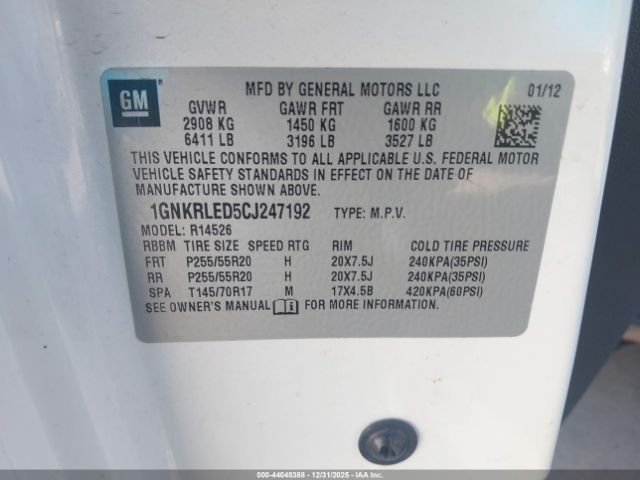 GM
MFD BY GENERAL MOTORS LLC 01/12
GVWR GAWR FRT GAWR RR
2908 KG 1450 KG 1600 KG
6411 LB 3196 LB 3527 LB
THIS VEHICLE CONFORMS TO ALL APPLICABLE U.S. FEDERAL MOTOR
VEHICLE SAFETY STANDARDS IN EFFECT ON THE DATE OF
MANUFACTURE SHOWN ABOVE.
1GNKRLED5CJ247192 TYPE: M.P.V.
MODEL: R14526
RBBM TIRE SIZE SPEED RTG RIM COLD TIRE PRESSURE
FRT P255/55R20 H 20X7.5J 240KPA(35PSI)
RR P255/55R20 H 20X7.5J 240KPA(35PSI)
SPA T145/70R17 M 17X4.5B 420KPA(60PSI)
SEE OWNER'S MANUAL FOR MORE INFORMATION.
000-44048388 - 12/31/2025 - IAAI.COM